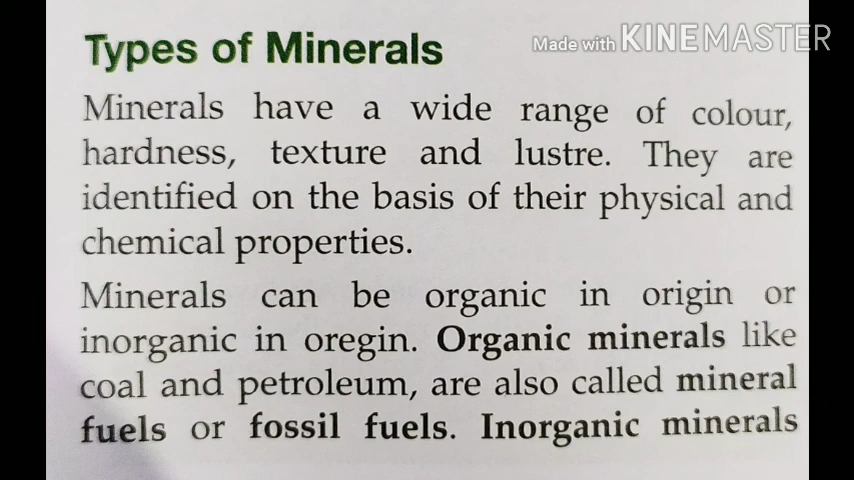 Types of Minerals
Made with KINEMASTER
Minerals have a wide range of colour,
hardness, texture and lustre. They are
identified on the basis of their physical and
chemical properties.
Minerals can be organic in origin or
inorganic in oregin. Organic minerals like
coal and petroleum, are also called mineral
fuels or fossil fuels. Inorganic minerals